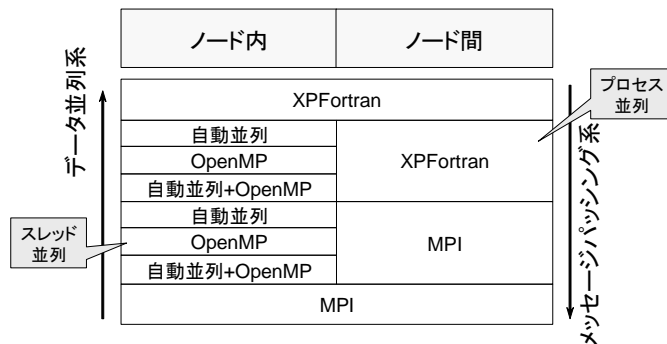 ノード内
ノード間
データ並列系
XPFortran
プロセス
並列
自動並列
OpenMP
自動並列+OpenMP
XPFortran
スレッド
並列
自動並列
OpenMP
自動並列+OpenMP
MPI
MPI
メッセージパッシング系